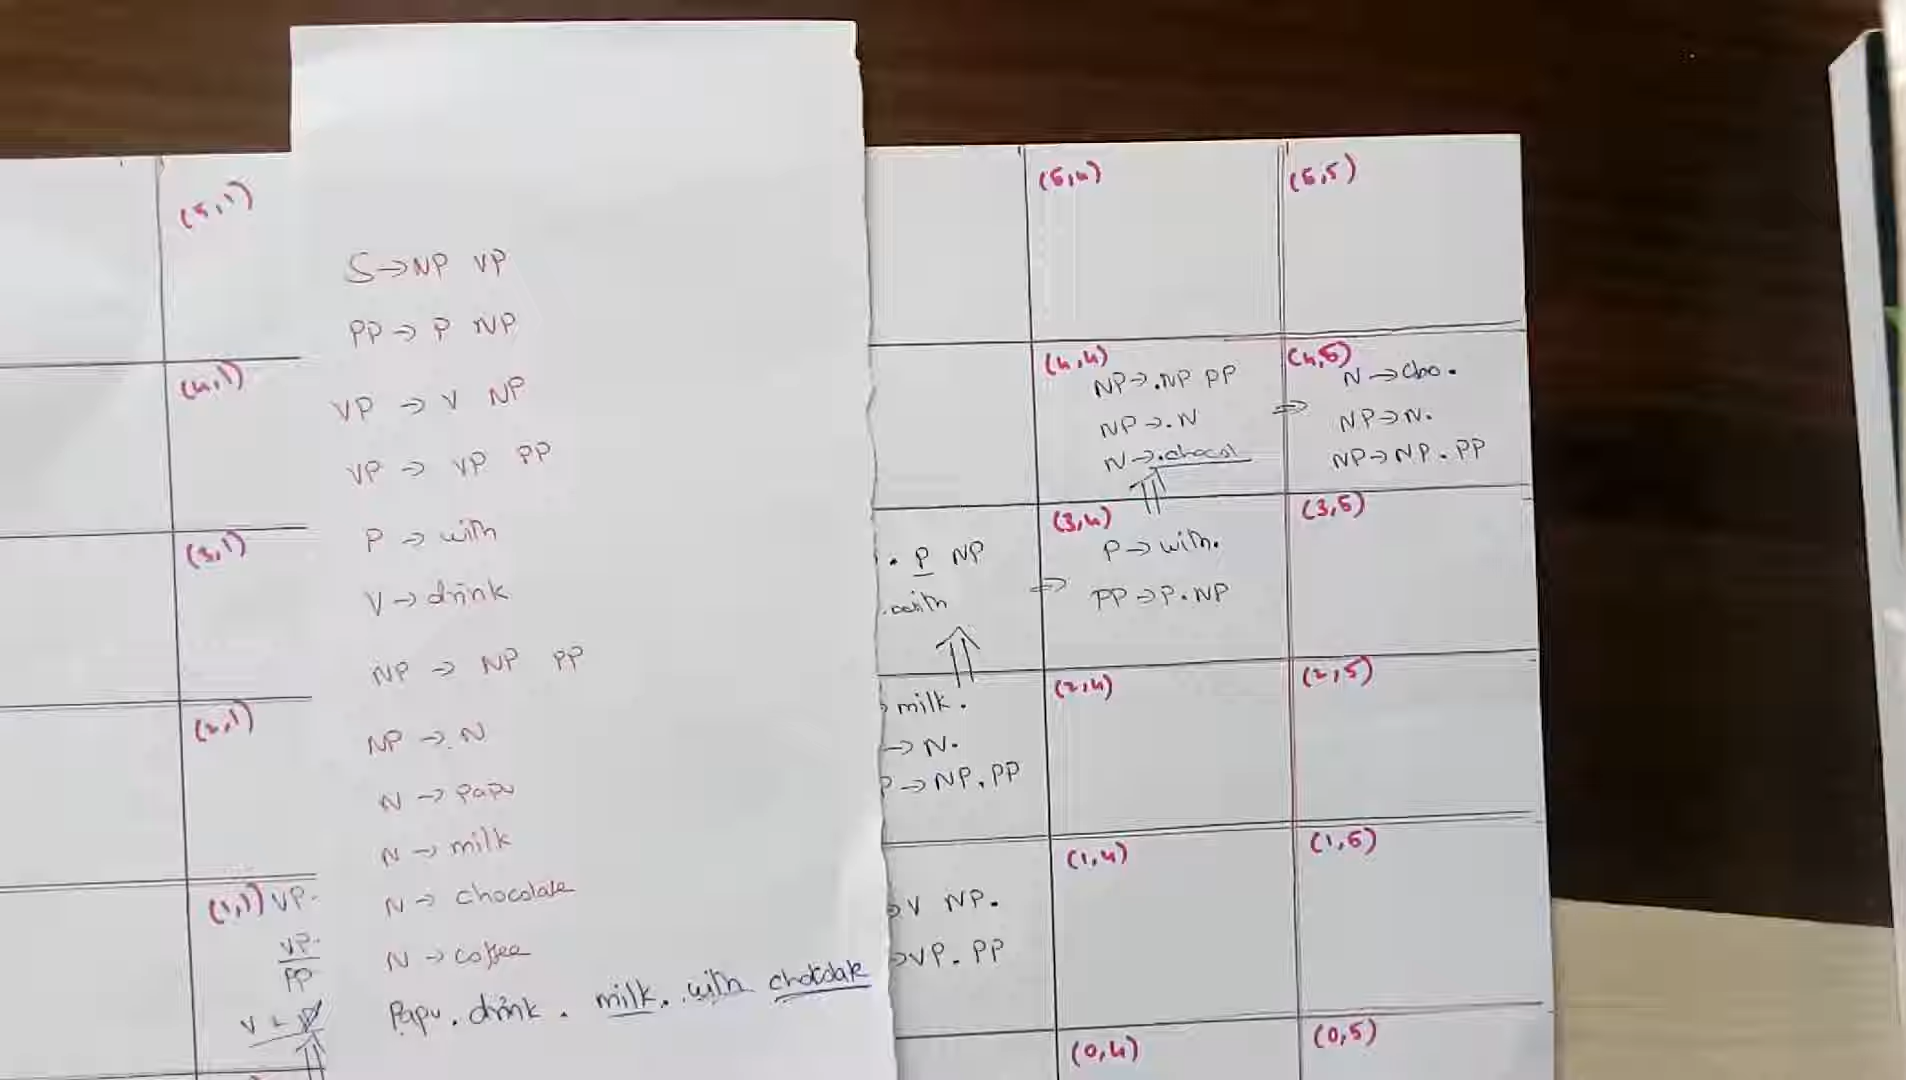 S → NP VP
PP → P NP
VP → V NP
VP → VP PP
P → with
V → drink
NP → NP PP
NP → N
N → papu
N → milk
N → chocolate
N → coffee
Papu . drink . milk . with chocolate
(5,1)
(4,1)
(3,1)
(2,1)
(1,1) VP.
VP.
PP
(5,4)
(5,5)
(4,4)
NP → .NP PP
NP → .N
N → .chocol
⇒
(4,5)
N → cho.
NP → N.
NP → NP . PP
. P NP
.with
⇒
(3,4)
P → with.
PP → P . NP
(3,5)
milk .
→ N.
P → NP . PP
(2,4)
(2,5)
V NP.
VP . PP
(1,4)
(1,5)
(0,4)
(0,5)